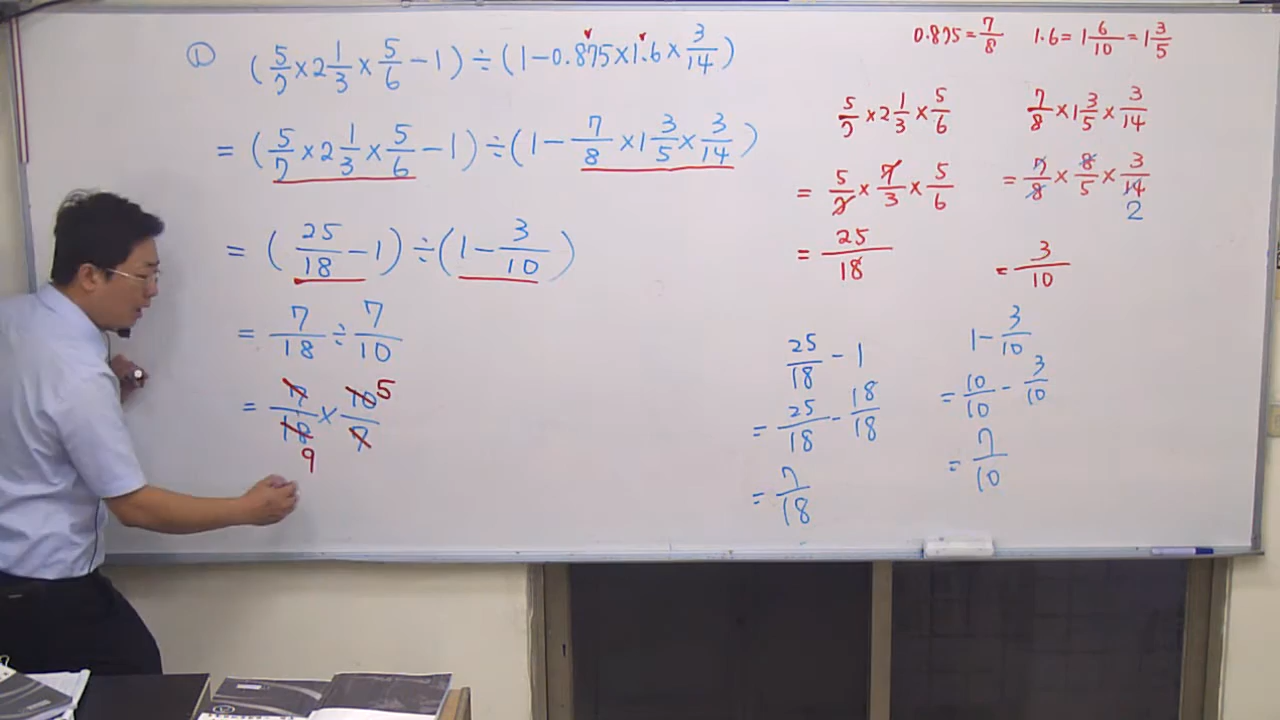 ① (5/7 × 2 1/3 × 5/6 − 1) ÷ (1 − 0.875 × 1.6 × 3/14)
= (5/7 × 2 1/3 × 5/6 − 1) ÷ (1 − 7/8 × 1 3/5 × 3/14)
= (25/18 − 1) ÷ (1 − 3/10)
= 7/18 ÷ 7/10
= 7/18 × 10/7
9 5
0.875 = 7/8 1.6 = 1 6/10 = 1 3/5
5/7 × 2 1/3 × 5/6
= 5/7 × 7/3 × 5/6
= 25/18
7/8 × 1 3/5 × 3/14
= 7/8 × 8/5 × 3/14
2
= 3/10
25/18 − 1
= 25/18 − 18/18
= 7/18
1 − 3/10
= 10/10 − 3/10
= 7/10